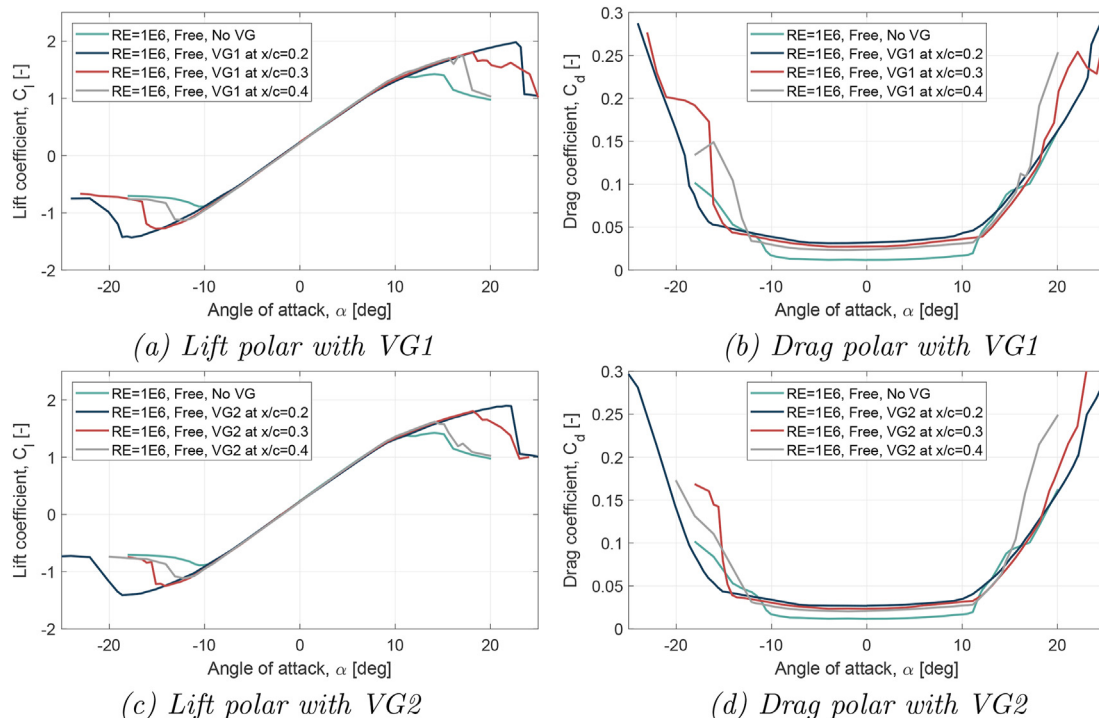 RE=1E6, Free, No VG
RE=1E6, Free, VG1 at x/c=0.2
RE=1E6, Free, VG1 at x/c=0.3
RE=1E6, Free, VG1 at x/c=0.4
Lift coefficient, C_l [-]
2
1
0
-1
-2
-20 -10 0 10 20
Angle of attack, α [deg]
(a) Lift polar with VG1
RE=1E6, Free, No VG
RE=1E6, Free, VG1 at x/c=0.2
RE=1E6, Free, VG1 at x/c=0.3
RE=1E6, Free, VG1 at x/c=0.4
Drag coefficient, C_d [-]
0.3
0.25
0.2
0.15
0.1
0.05
0
-20 -10 0 10 20
Angle of attack, α [deg]
(b) Drag polar with VG1
RE=1E6, Free, No VG
RE=1E6, Free, VG2 at x/c=0.2
RE=1E6, Free, VG2 at x/c=0.3
RE=1E6, Free, VG2 at x/c=0.4
Lift coefficient, C_l [-]
2
1
0
-1
-2
-20 -10 0 10 20
Angle of attack, α [deg]
(c) Lift polar with VG2
RE=1E6, Free, No VG
RE=1E6, Free, VG2 at x/c=0.2
RE=1E6, Free, VG2 at x/c=0.3
RE=1E6, Free, VG2 at x/c=0.4
Drag coefficient, C_d [-]
0.3
0.25
0.2
0.15
0.1
0.05
0
-20 -10 0 10 20
Angle of attack, α [deg]
(d) Drag polar with VG2